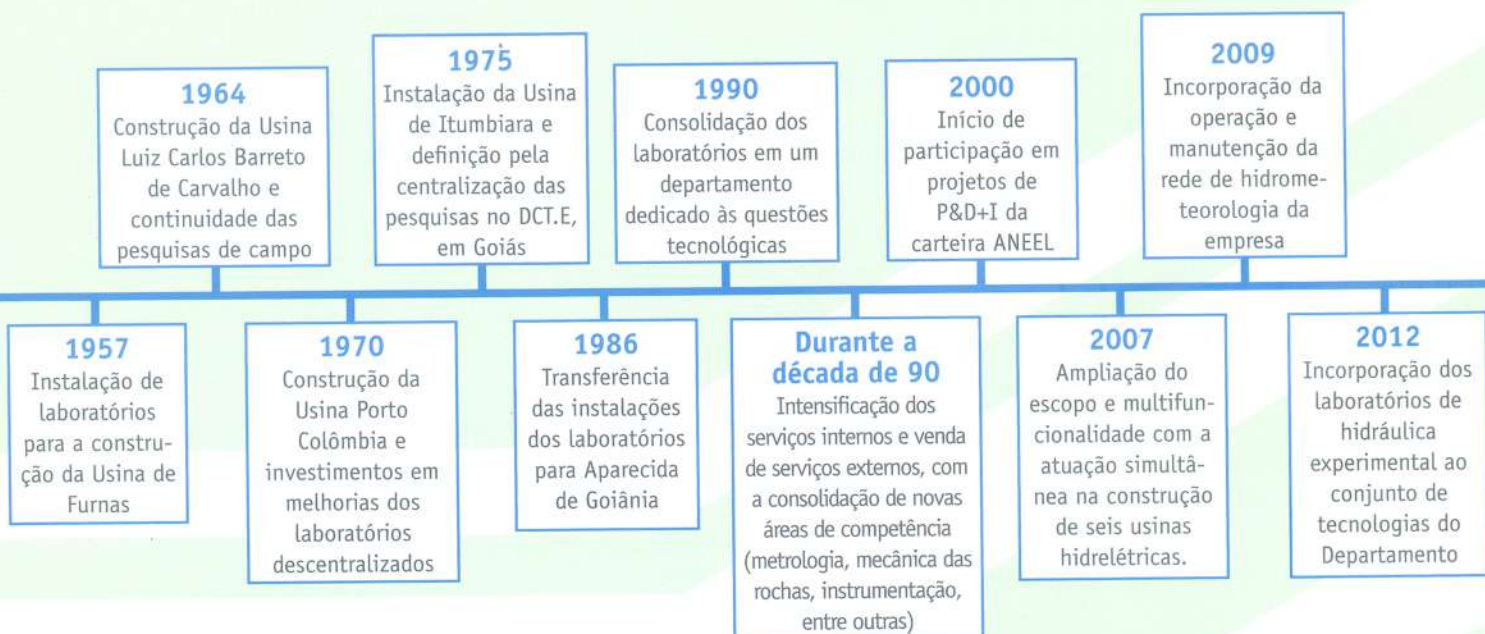 1957
Instalação de
laboratórios
para a constru-
ção da Usina de
Furnas
1964
Construção da Usina
Luiz Carlos Barreto
de Carvalho e
continuidade das
pesquisas de campo
1970
Construção da
Usina Porto
Colômbia e
investimentos em
melhorias dos
laboratórios
descentralizados
1975
Instalação da Usina
de Itumbiara e
definição pela
centralização das
pesquisas no DCT.E,
em Goiás
1986
Transferência
das instalações
dos laboratórios
para Aparecida
de Goiânia
1990
Consolidação dos
laboratórios em um
departamento
dedicado às questões
tecnológicas
Durante a
década de 90
Intensificação dos
serviços internos e venda
de serviços externos, com
a consolidação de novas
áreas de competência
(metrologia, mecânica das
rochas, instrumentação,
entre outras)
2000
Início de
participação em
projetos de
P&D+I da
carteira ANEEL
2007
Ampliação do
escopo e multifun-
cionalidade com a
atuação simultâ-
nea na construção
de seis usinas
hidrelétricas.
2009
Incorporação da
operação e
manutenção da
rede de hidrome-
teorologia da
empresa
2012
Incorporação dos
laboratórios de
hidráulica
experimental ao
conjunto de
tecnologias do
Departamento